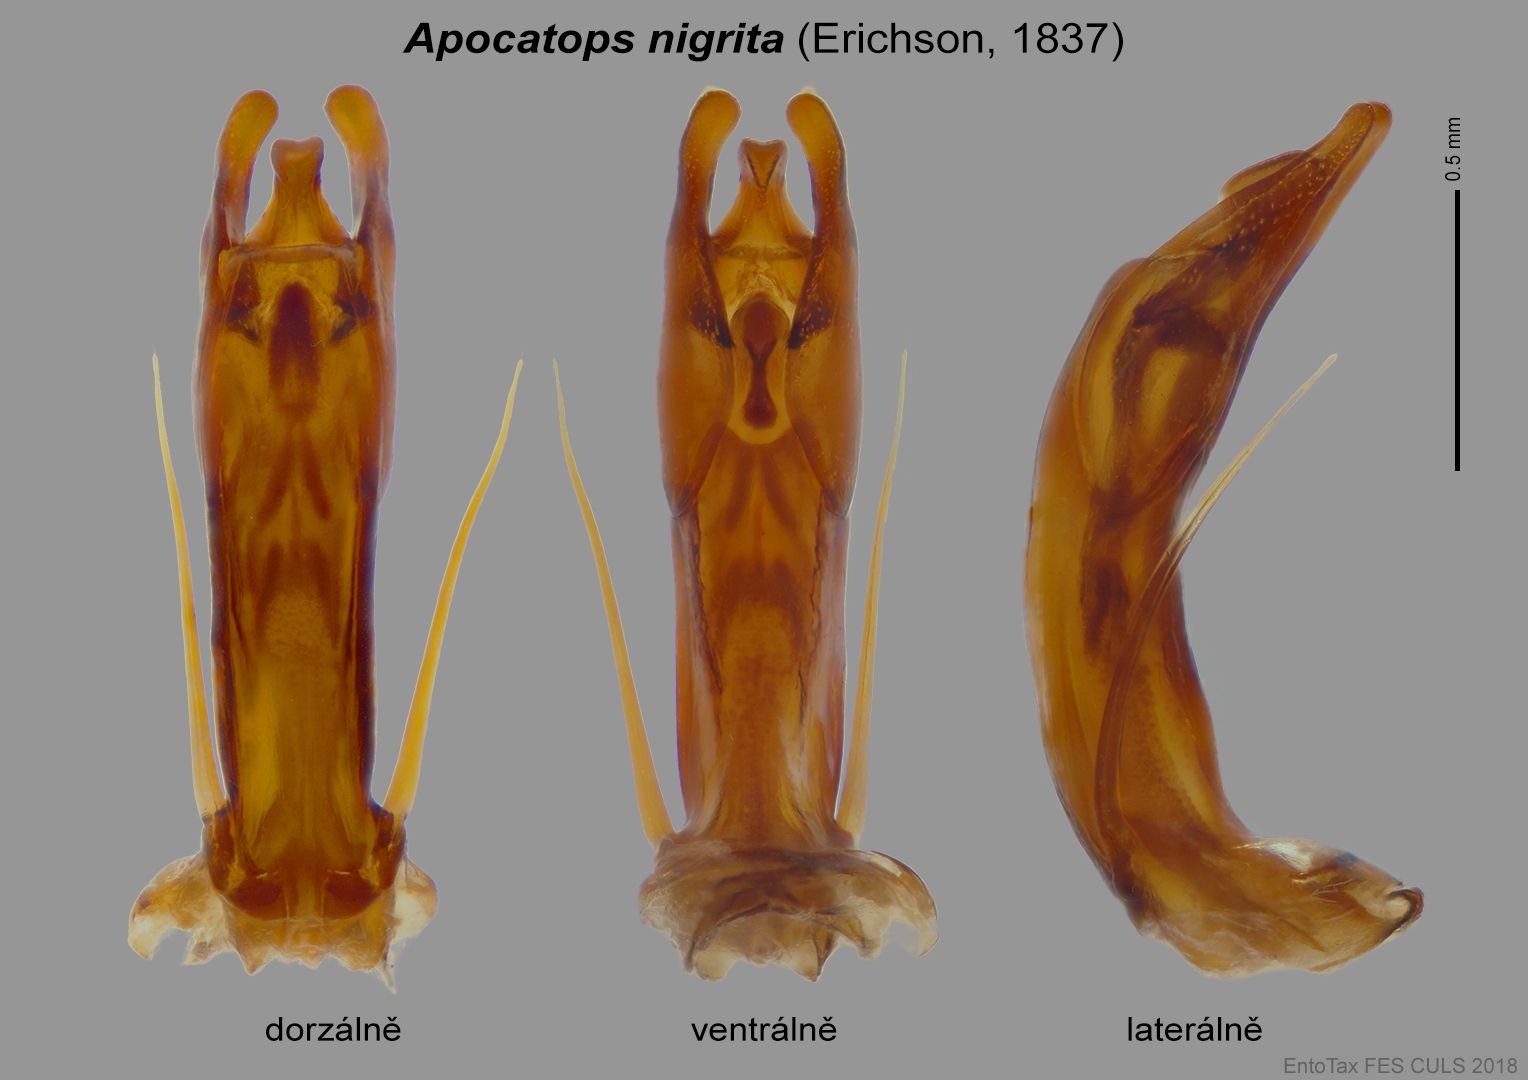 Apocatops nigrita (Erichson, 1837)
0.5 mm
dorzálně
ventrálně
laterálně
EntoTax FES CULS 2018